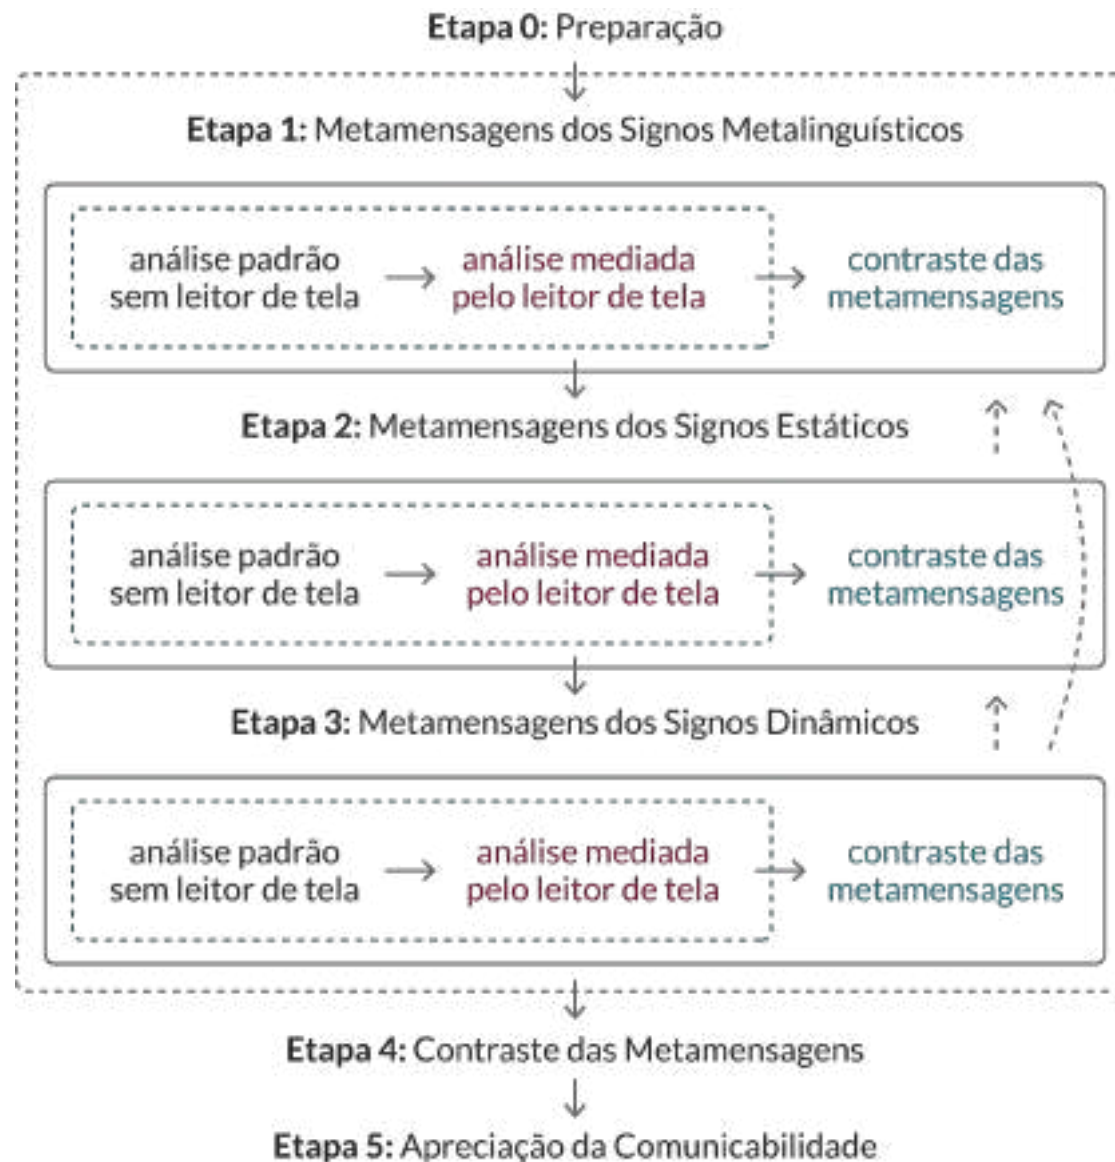 Etapa 0: Preparação
Etapa 1: Metamensagens dos Signos Metalinguísticos
análise padrão
sem leitor de tela
análise mediada
pelo leitor de tela
contraste das
metamensagens
Etapa 2: Metamensagens dos Signos Estáticos
análise padrão
sem leitor de tela
análise mediada
pelo leitor de tela
contraste das
metamensagens
Etapa 3: Metamensagens dos Signos Dinâmicos
análise padrão
sem leitor de tela
análise mediada
pelo leitor de tela
contraste das
metamensagens
Etapa 4: Contraste das Metamensagens
Etapa 5: Apreciação da Comunicabilidade